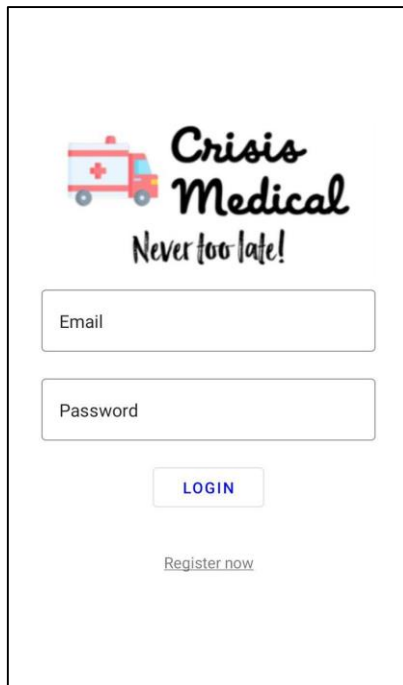 Crisis
Medical
Never too late!
Email
Password
LOGIN
Register now